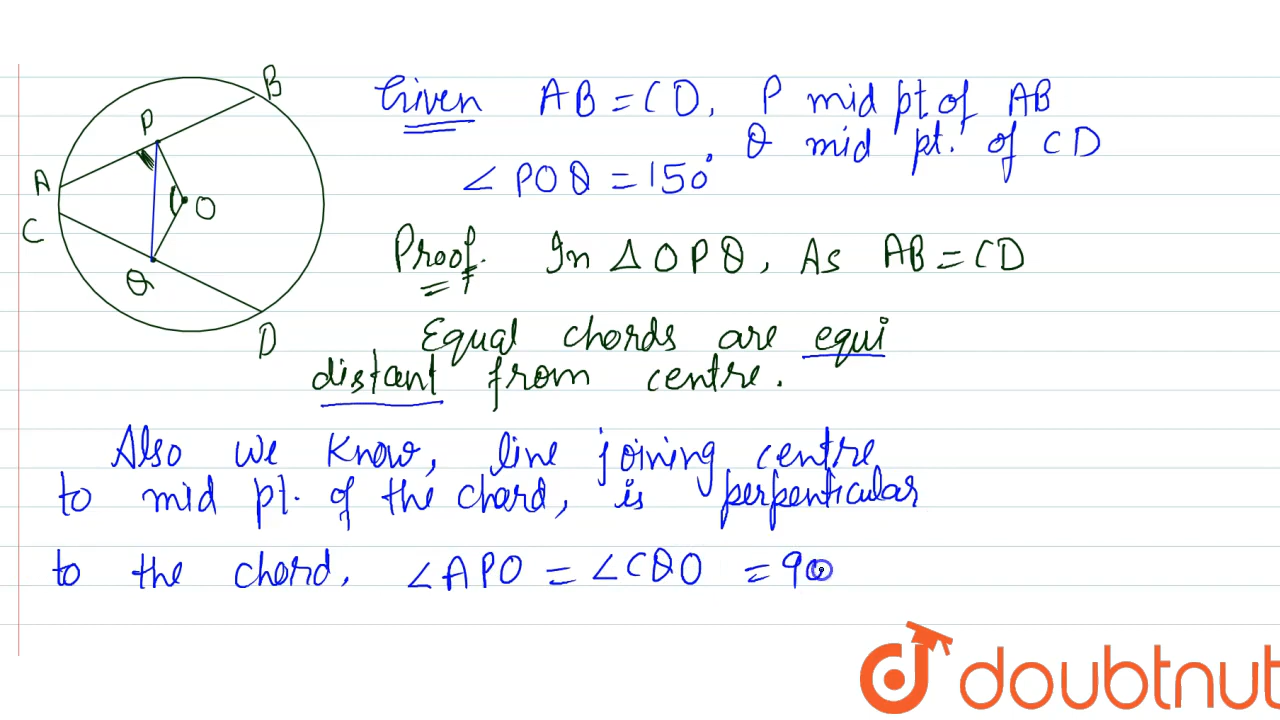 B
P
A
O
C
Q
D
Given AB = CD, P mid pt of AB
Q mid pt. of CD
∠ POQ = 150°
Proof. In △ OPQ, As AB = CD
Equal chords are equi
distant from centre.
Also we know, line joining centre
to mid pt. of the chord, is perpenticular
to the chord. ∠APO = ∠CQO = 90
doubtnut